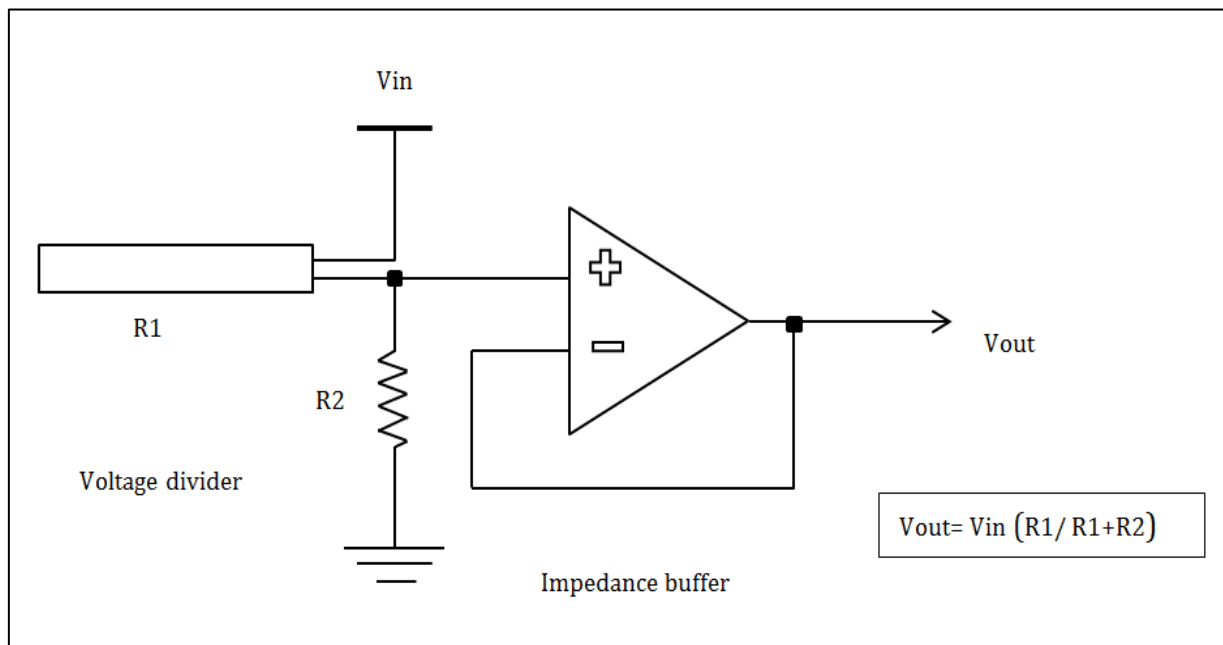 Vin
R1
R2
Vout
Voltage divider
Vout= Vin (R1/ R1+R2)
Impedance buffer